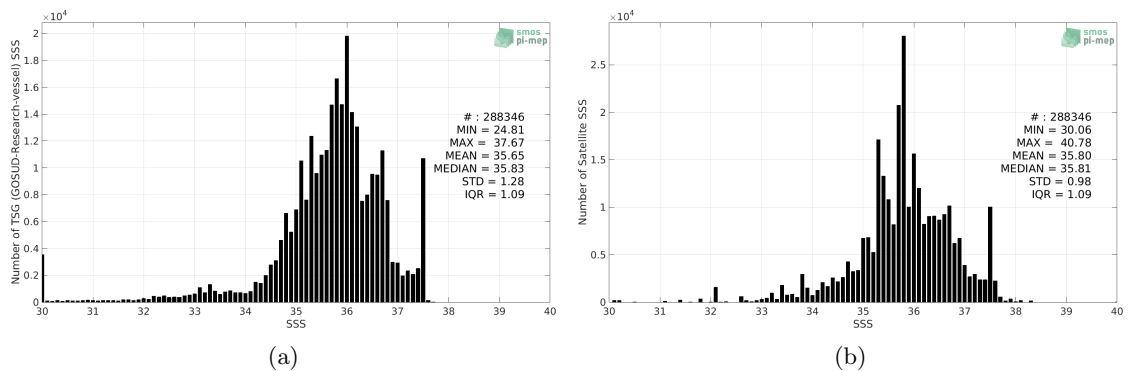 ×10⁴
2
1.8
1.6
1.4
1.2
1
0.8
0.6
0.4
0.2
0
Number of TSG (GOSUD-Research-vessel) SSS
smos
pi-mep
# : 288346
MIN = 24.81
MAX = 37.67
MEAN = 35.65
MEDIAN = 35.83
STD = 1.28
IQR = 1.09
30 31 32 33 34 35 36 37 38 39 40
SSS
(a)
×10⁴
2.5
2
1.5
1
0.5
0
Number of Satellite SSS
smos
pi-mep
# : 288346
MIN = 30.06
MAX = 40.78
MEAN = 35.80
MEDIAN = 35.81
STD = 0.98
IQR = 1.09
30 31 32 33 34 35 36 37 38 39 40
SSS
(b)